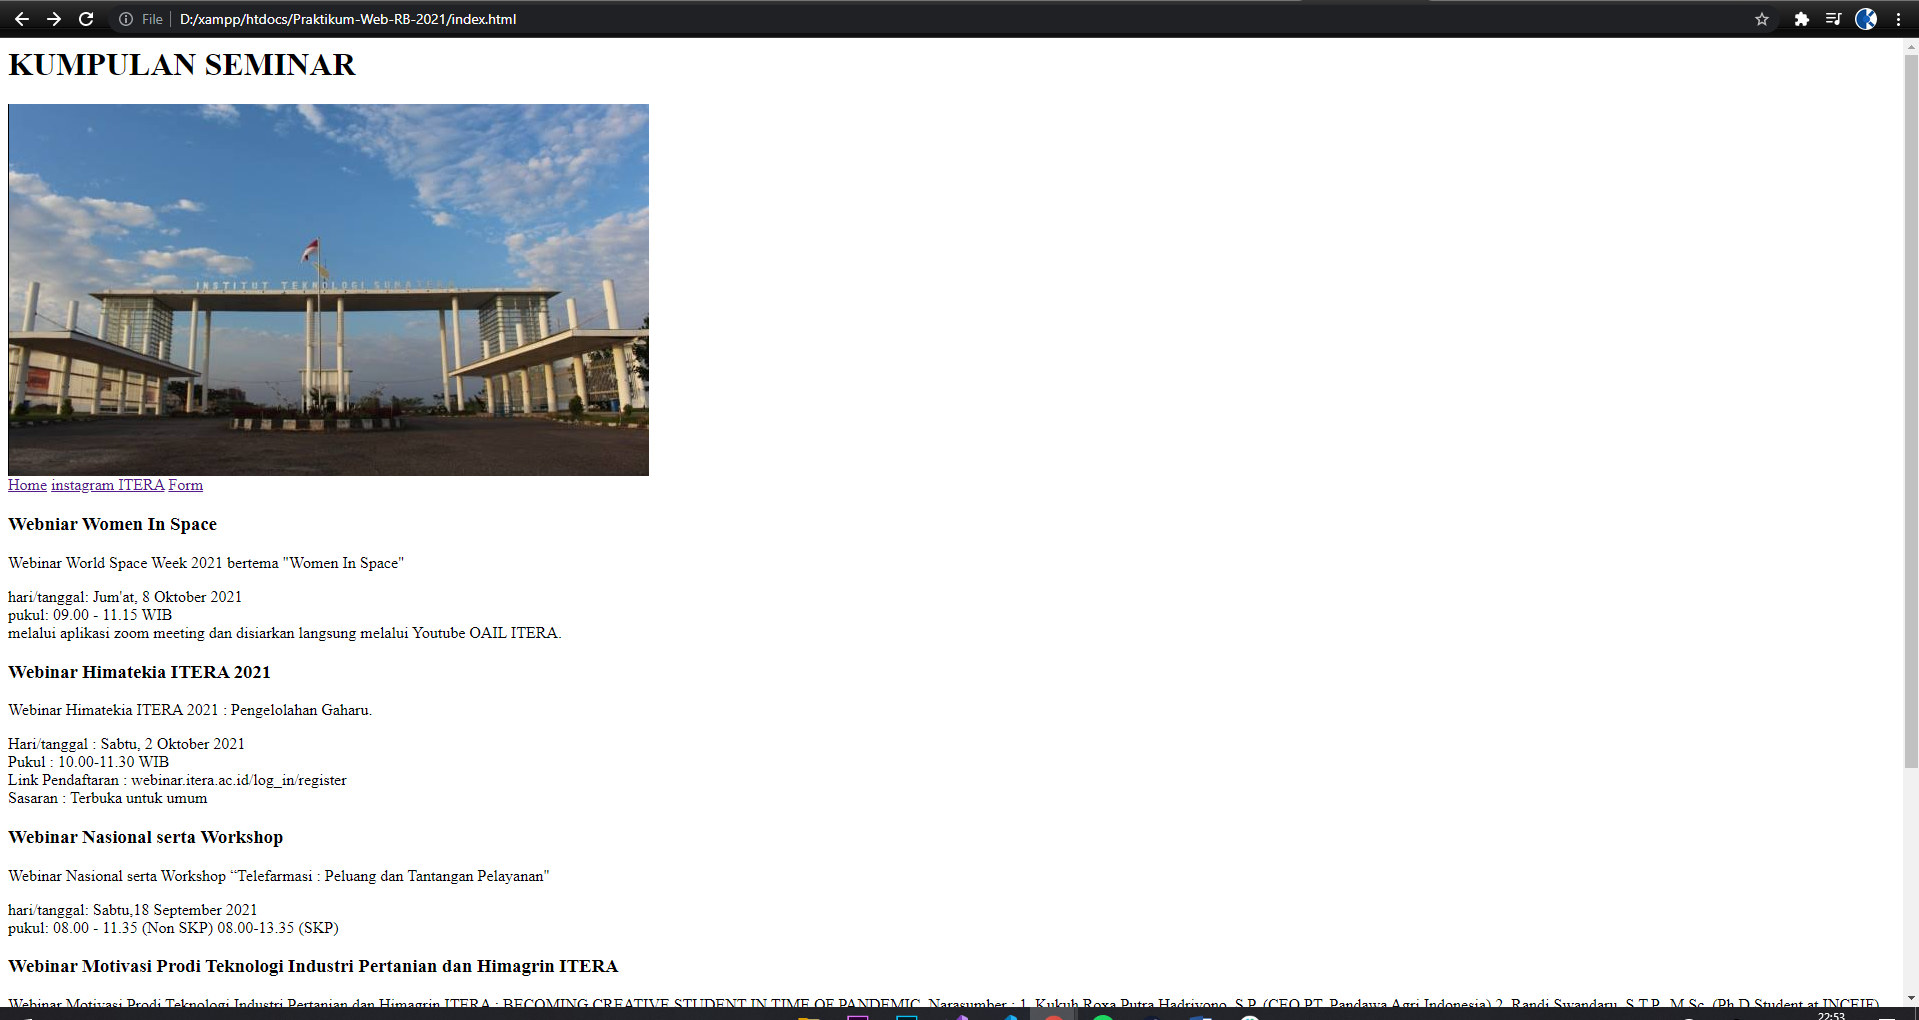 File
D:/xampp/htdocs/Praktikum-Web-RB-2021/index.html
KUMPULAN SEMINAR
INSTITUT TEKNOLOGI SUMATERA
Home instagram ITERA Form
Webniar Women In Space
Webinar World Space Week 2021 bertema "Women In Space"
hari/tanggal: Jum'at, 8 Oktober 2021
pukul: 09.00 - 11.15 WIB
melalui aplikasi zoom meeting dan disiarkan langsung melalui Youtube OAIL ITERA.
Webinar Himatekia ITERA 2021
Webinar Himatekia ITERA 2021 : Pengelolahan Gaharu.
Hari/tanggal : Sabtu, 2 Oktober 2021
Pukul : 10.00-11.30 WIB
Link Pendaftaran : webinar.itera.ac.id/log_in/register
Sasaran : Terbuka untuk umum
Webinar Nasional serta Workshop
Webinar Nasional serta Workshop “Telefarmasi : Peluang dan Tantangan Pelayanan"
hari/tanggal: Sabtu,18 September 2021
pukul: 08.00 - 11.35 (Non SKP) 08.00-13.35 (SKP)
Webinar Motivasi Prodi Teknologi Industri Pertanian dan Himagrin ITERA
Webinar Motivasi Prodi Teknologi Industri Pertanian dan Himagrin ITERA : BECOMING CREATIVE STUDENT IN TIME OF PANDEMIC. Narasumber : 1. Kukuh Roxa Putra Hadriyono, S.P. (CEO PT. Pandawa Agri Indonesia) 2. Randi Swandaru, S.T.P., M.Sc. (Ph.D Student at INCEIF)
22:53